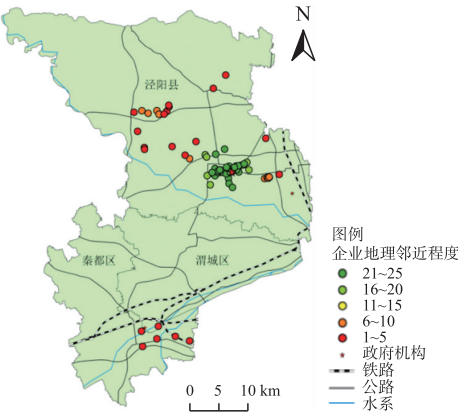 N
泾阳县
秦都区
渭城区
图例
企业地理邻近程度
21~25
16~20
11~15
6~10
1~5
政府机构
铁路
公路
水系
0 5 10 km